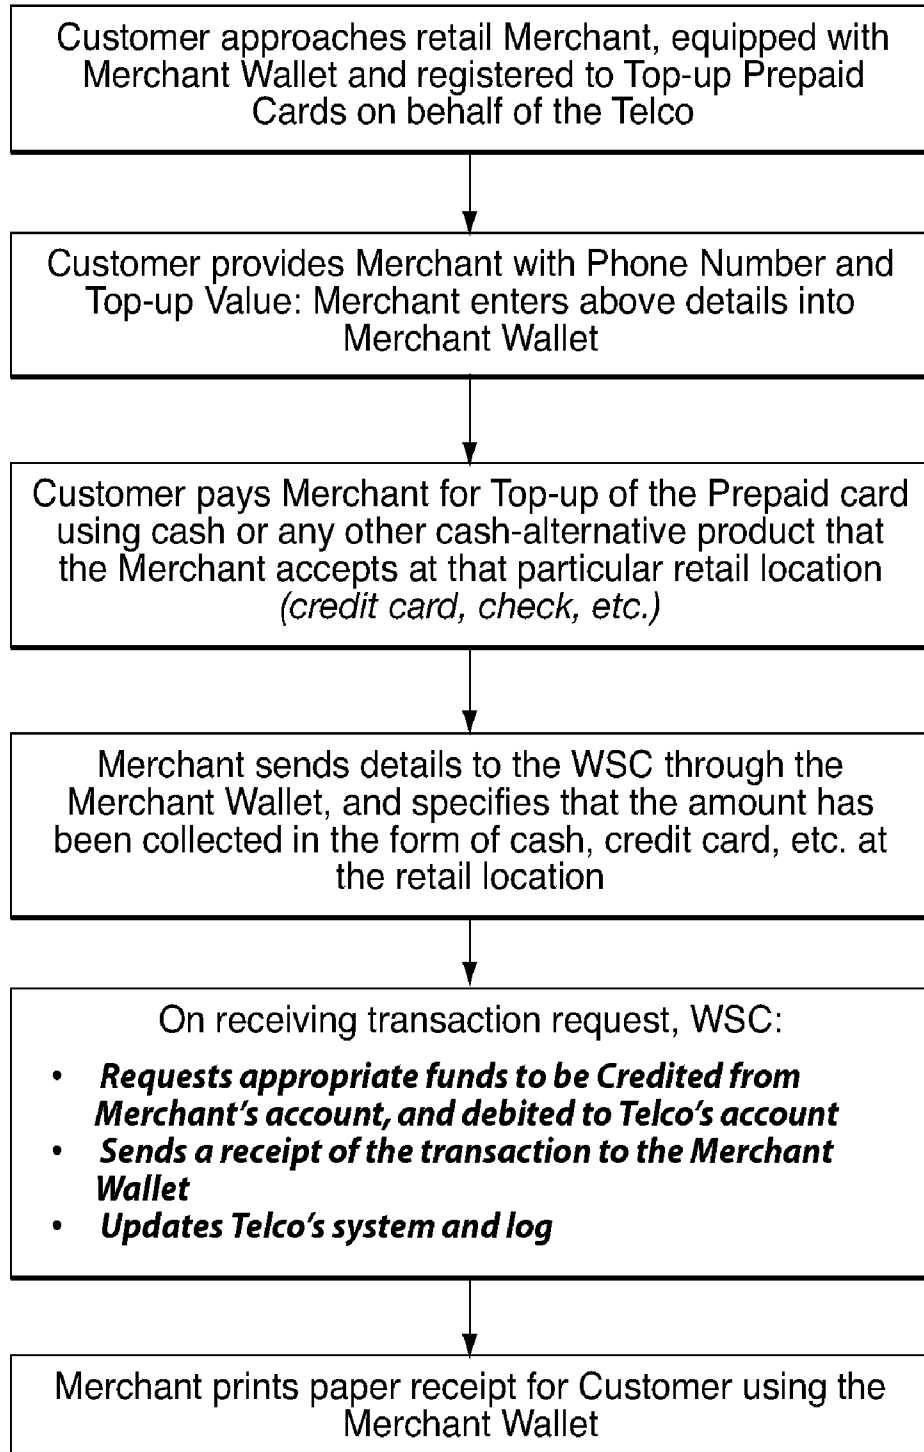 Customer approaches retail Merchant, equipped with
Merchant Wallet and registered to Top-up Prepaid
Cards on behalf of the Telco
Customer provides Merchant with Phone Number and
Top-up Value: Merchant enters above details into
Merchant Wallet
Customer pays Merchant for Top-up of the Prepaid card
using cash or any other cash-alternative product that
the Merchant accepts at that particular retail location
(credit card, check, etc.)
Merchant sends details to the WSC through the
Merchant Wallet, and specifies that the amount has
been collected in the form of cash, credit card, etc. at
the retail location
On receiving transaction request, WSC:
• Requests appropriate funds to be Credited from
Merchant's account, and debited to Telco's account
• Sends a receipt of the transaction to the Merchant
Wallet
• Updates Telco's system and log
Merchant prints paper receipt for Customer using the
Merchant Wallet